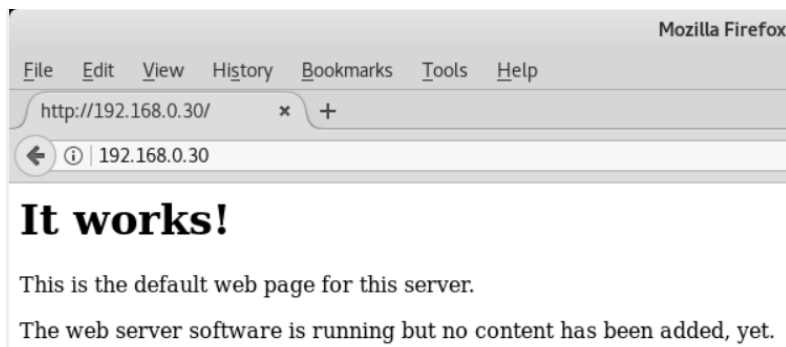 Mozilla Firefox
File Edit View History Bookmarks Tools Help
http://192.168.0.30/ × +
192.168.0.30
It works!
This is the default web page for this server.
The web server software is running but no content has been added, yet.